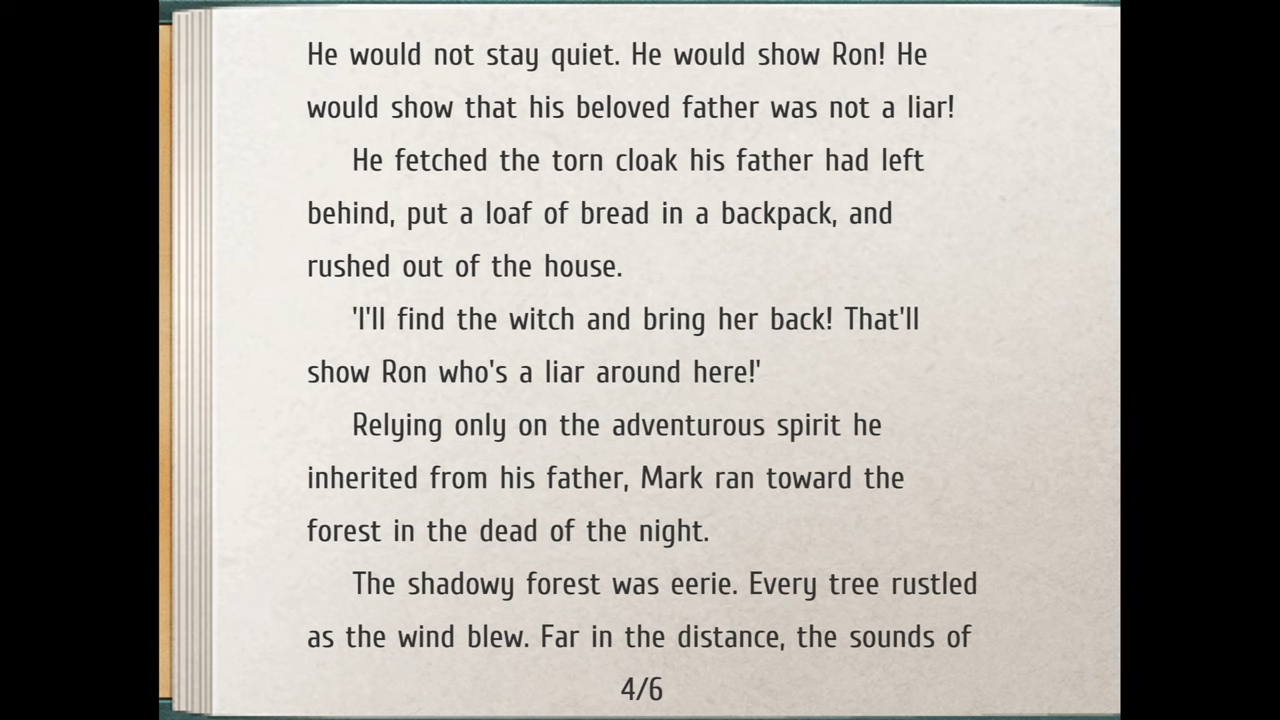 He would not stay quiet. He would show Ron! He
would show that his beloved father was not a liar!
He fetched the torn cloak his father had left
behind, put a loaf of bread in a backpack, and
rushed out of the house.
'I'll find the witch and bring her back! That'll
show Ron who's a liar around here!'
Relying only on the adventurous spirit he
inherited from his father, Mark ran toward the
forest in the dead of the night.
The shadowy forest was eerie. Every tree rustled
as the wind blew. Far in the distance, the sounds of
4/6